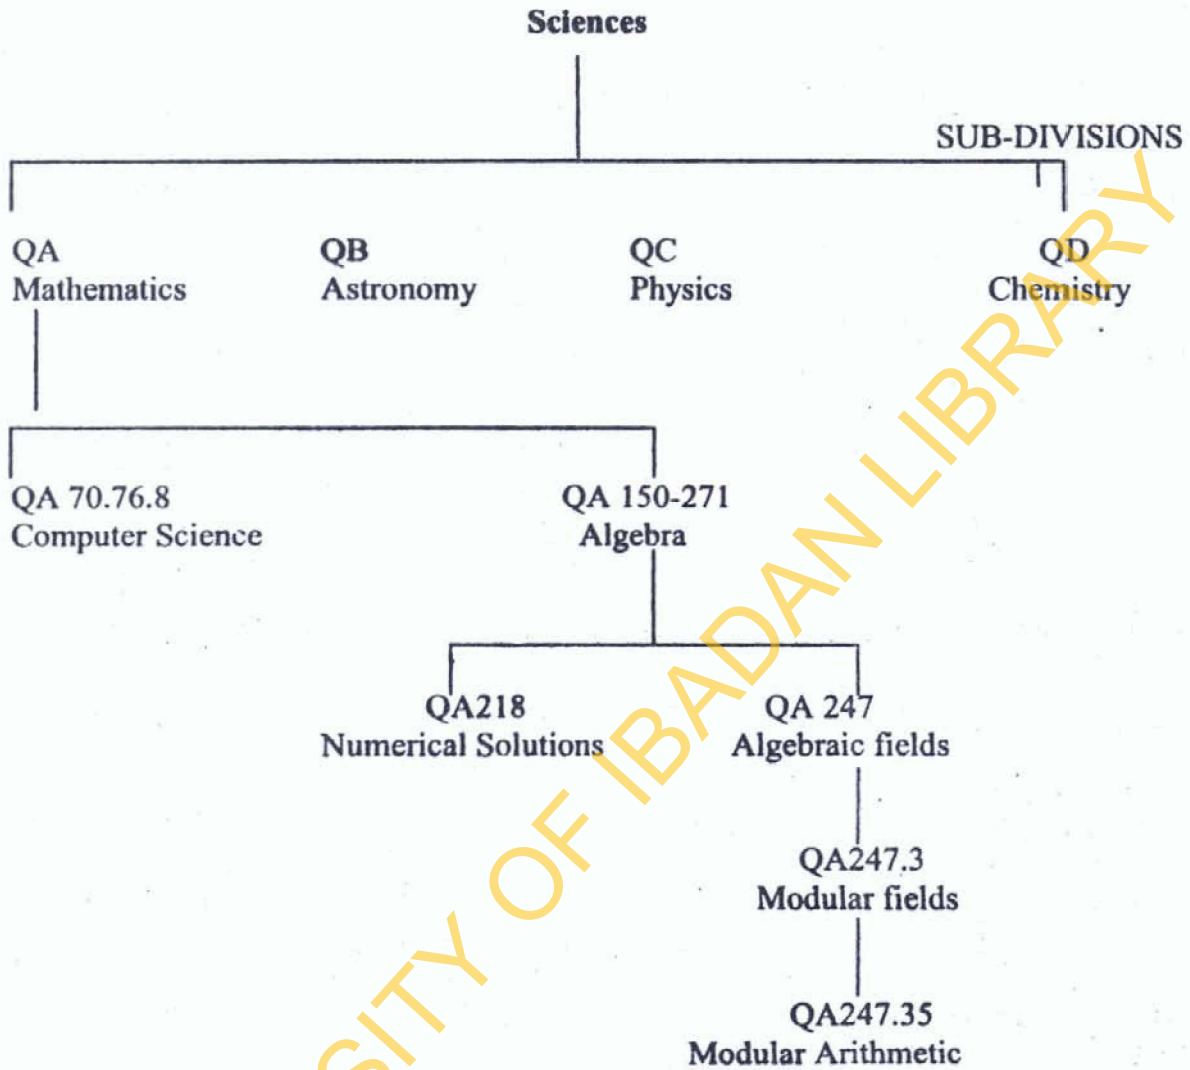 Sciences
SUB-DIVISIONS
QA
Mathematics
QB
Astronomy
QC
Physics
QD
Chemistry
QA 70.76.8
Computer Science
QA 150-271
Algebra
QA218
Numerical Solutions
QA 247
Algebraic fields
QA247.3
Modular fields
QA247.35
Modular Arithmetic
SITY OF IBADAN LIBRARY